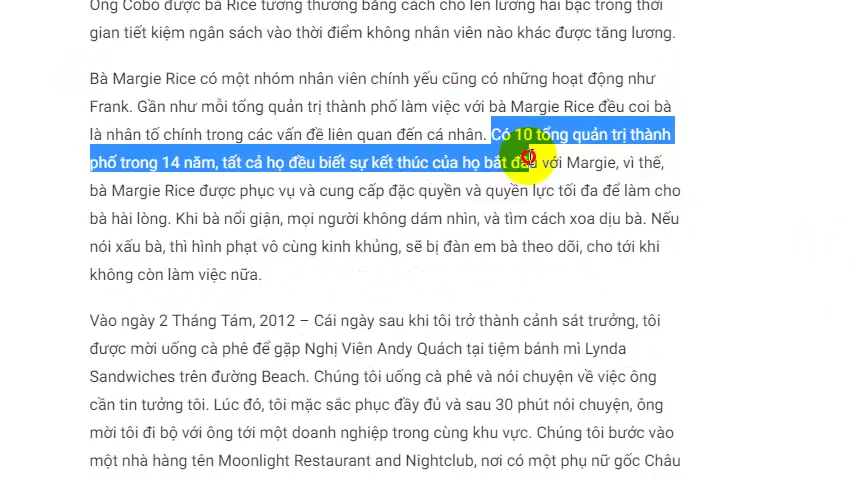 Ông Cobo được bà Rice tưởng thưởng bằng cách cho lên lương hai bậc trong thời
gian tiết kiệm ngân sách vào thời điểm không nhân viên nào khác được tăng lương.
Bà Margie Rice có một nhóm nhân viên chính yếu cũng có những hoạt động như
Frank. Gần như mỗi tổng quản trị thành phố làm việc với bà Margie Rice đều coi bà
là nhân tố chính trong các vấn đề liên quan đến cá nhân. Có 10 tổng quản trị thành
phố trong 14 năm, tất cả họ đều biết sự kết thúc của họ bắt đầu với Margie, vì thế,
bà Margie Rice được phục vụ và cung cấp đặc quyền và quyền lực tối đa để làm cho
bà hài lòng. Khi bà nổi giận, mọi người không dám nhìn, và tìm cách xoa dịu bà. Nếu
nói xấu bà, thì hình phạt vô cùng kinh khủng, sẽ bị đàn em bà theo dõi, cho tới khi
không còn làm việc nữa.
Vào ngày 2 Tháng Tám, 2012 – Cái ngày sau khi tôi trở thành cảnh sát trưởng, tôi
được mời uống cà phê để gặp Nghị Viên Andy Quách tại tiệm bánh mì Lynda
Sandwiches trên đường Beach. Chúng tôi uống cà phê và nói chuyện về việc ông
cần tin tưởng tôi. Lúc đó, tôi mặc sắc phục đầy đủ và sau 30 phút nói chuyện, ông
mời tôi đi bộ với ông tới một doanh nghiệp trong cùng khu vực. Chúng tôi bước vào
một nhà hàng tên Moonlight Restaurant and Nightclub, nơi có một phụ nữ gốc Châu